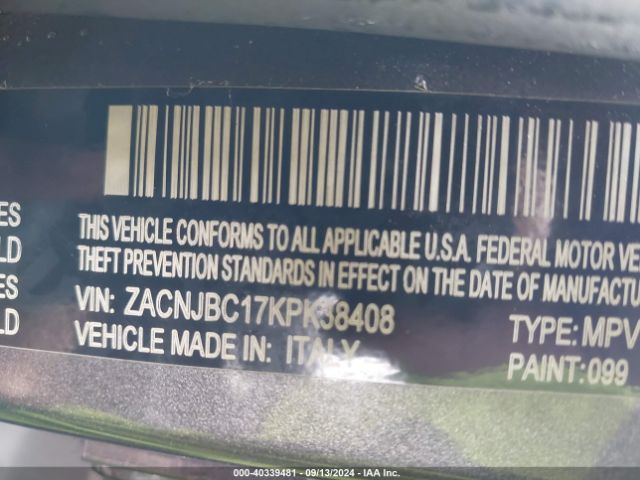 ES
LD
ES
LD
THIS VEHICLE CONFORMS TO ALL APPLICABLE U.S.A. FEDERAL MOTOR VE
THEFT PREVENTION STANDARDS IN EFFECT ON THE DATE OF MANUFACTU
VIN: ZACNJBC17KPK38408 TYPE: MPV
VEHICLE MADE IN: ITALY PAINT:099
000-40339481 - 09/13/2024 - IAA Inc.